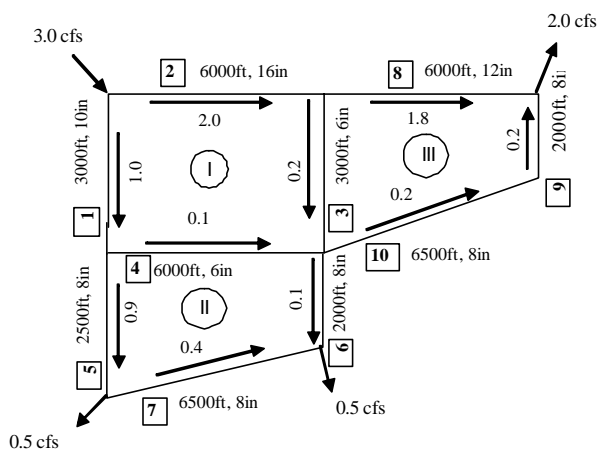 2.0 cfs
3.0 cfs
2 6000ft, 16in
8 6000ft, 12in
2000ft, 8in
3000ft, 10in
2.0
1.8
1.0
I
0.2
3000ft, 6in
III
0.2
0.2
9
1
0.1
3
4 6000ft, 6in
10 6500ft, 8in
2500ft, 8in
0.9
II
0.1
2000ft, 8in
0.4
6
5
7 6500ft, 8in
0.5 cfs
0.5 cfs